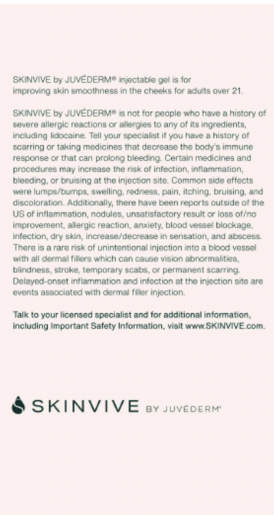 SKINVIVE by JUVÉDERM® injectable gel is for
improving skin smoothness in the cheeks for adults over 21.
SKINVIVE by JUVÉDERM® is not for people who have a history of
severe allergic reactions or allergies to any of its ingredients,
including lidocaine. Tell your specialist if you have a history of
scarring or taking medicines that decrease the body's immune
response or that can prolong bleeding. Certain medicines and
procedures may increase the risk of infection, inflammation,
bleeding, or bruising at the injection site. Common side effects
were lumps/bumps, swelling, redness, pain, itching, bruising, and
discoloration. Additionally, there have been reports outside of the
US of inflammation, nodules, unsatisfactory result or loss of/no
improvement, allergic reaction, anxiety, blood vessel blockage,
infection, dry skin, increase/decrease in sensation, and abscess.
There is a rare risk of unintentional injection into a blood vessel
with all dermal fillers which can cause vision abnormalities,
blindness, stroke, temporary scabs, or permanent scarring.
Delayed-onset inflammation and infection at the injection site are
events associated with dermal filler injection.
Talk to your licensed specialist and for additional information,
including Important Safety Information, visit www.SKINVIVE.com.
SKINVIVE BY JUVÉDERM®